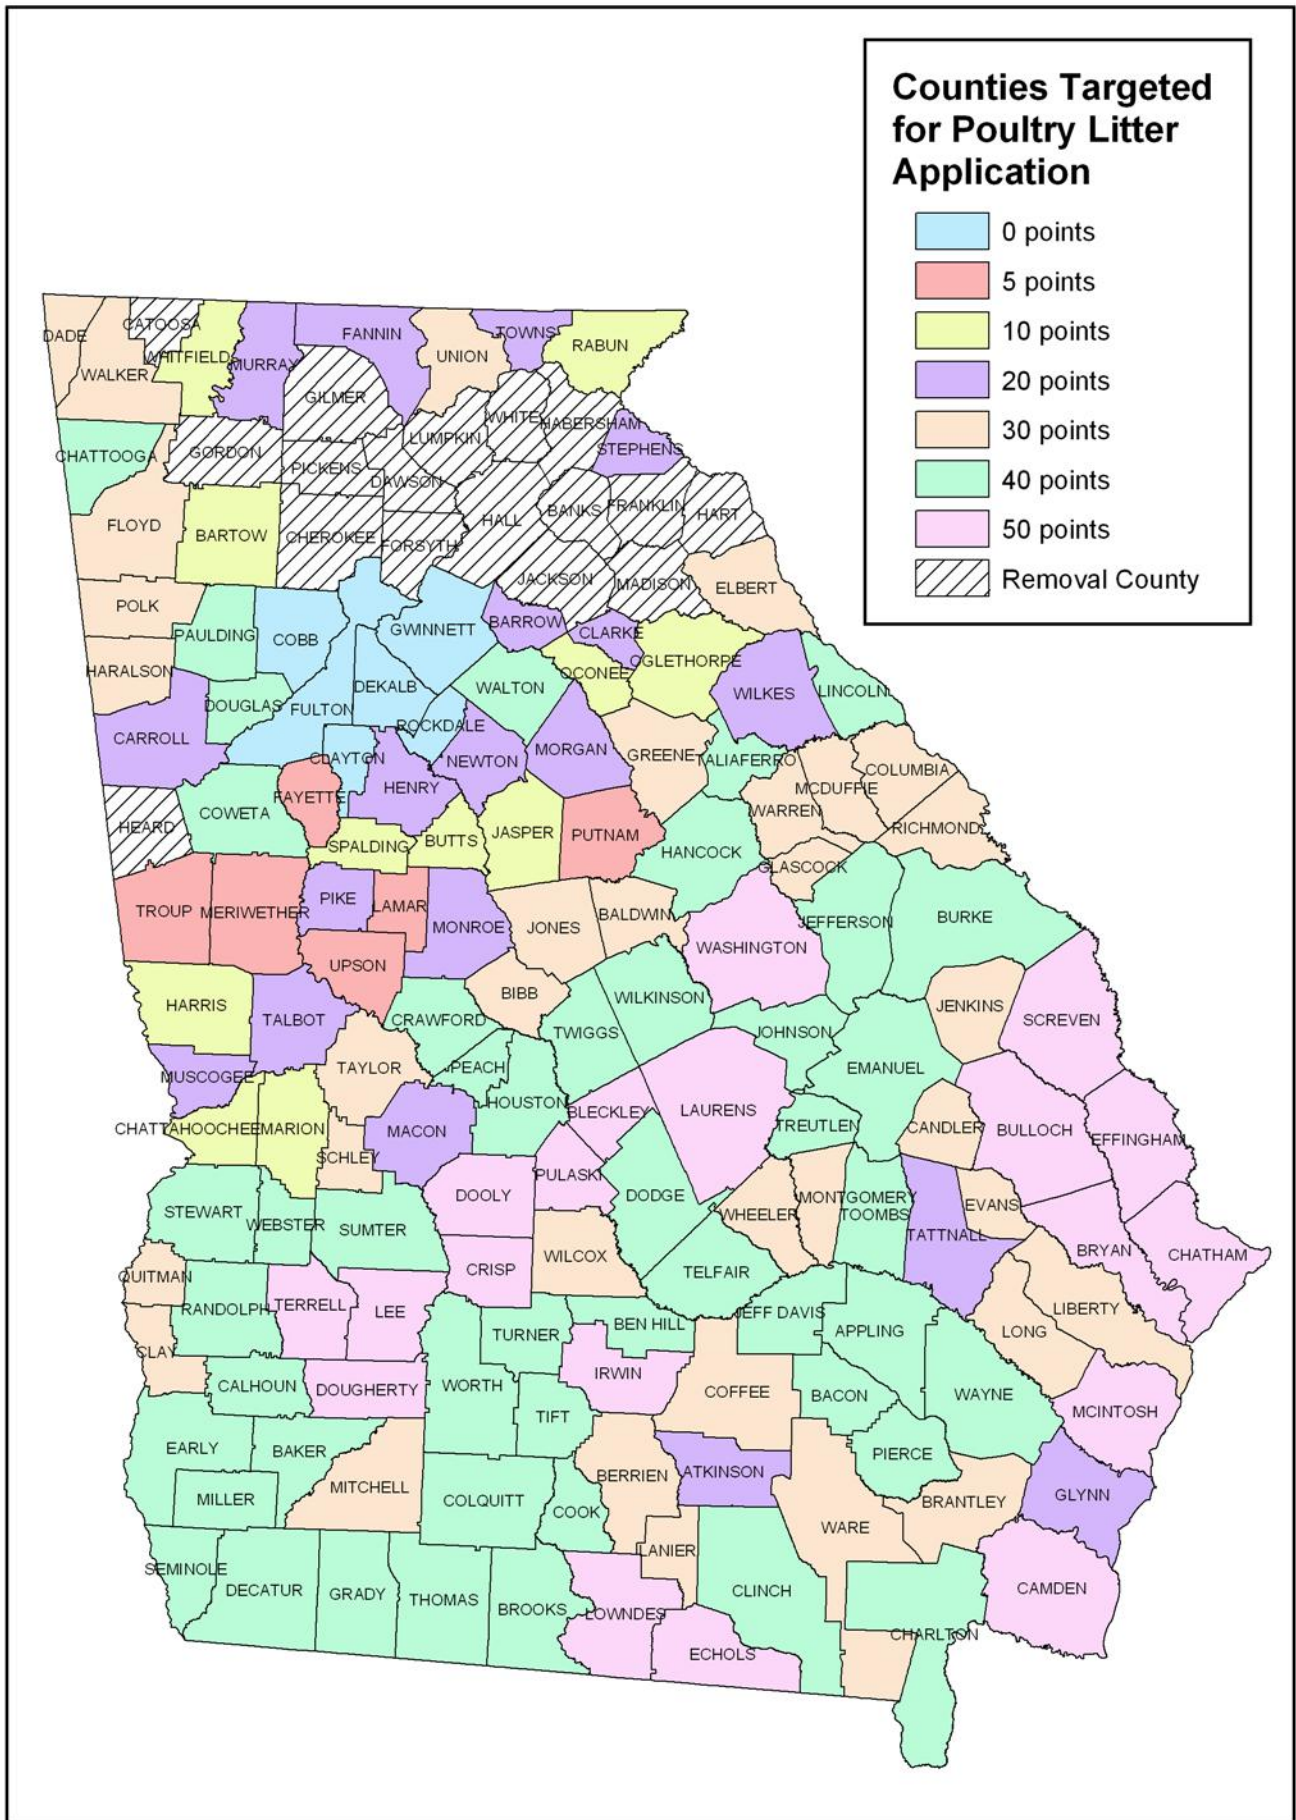 Counties Targeted
for Poultry Litter
Application
0 points
5 points
10 points
20 points
30 points
40 points
50 points
Removal County
DADE
CATOOSA
WALKER
WHITFIELD
MURRAY
FANNIN
UNION
TOWNS
RABUN
GILMER
LUMPKIN
WHITE
HABERSHAM
STEPHENS
CHATTOOGA
GORDON
PICKENS
DAWSON
FLOYD
BARTOW
CHEROKEE
FORSYTH
HALL
BANKS
FRANKLIN
HART
JACKSON
MADISON
ELBERT
POLK
PAULDING
COBB
GWINNETT
BARROW
CLARKE
HARALSON
DOUGLAS
FULTON
DEKALB
WALTON
OCONEE
OGLETHORPE
WILKES
LINCOLN
CARROLL
CLAYTON
ROCKDALE
NEWTON
MORGAN
GREENE
TALIAFERRO
COLUMBIA
MCDUFFIE
WARREN
RICHMOND
HEARD
COWETA
FAYETTE
HENRY
SPALDING
BUTTS
JASPER
PUTNAM
HANCOCK
GLASCOCK
TROUP
MERIWETHER
PIKE
LAMAR
MONROE
JONES
BALDWIN
WASHINGTON
JEFFERSON
BURKE
UPSON
HARRIS
TALBOT
CRAWFORD
BIBB
TWIGGS
WILKINSON
JOHNSON
JENKINS
SCREVEN
MUSCOGEE
TAYLOR
PEACH
HOUSTON
BLECKLEY
LAURENS
EMANUEL
CHATTAHOOCHEE
MARION
SCHLEY
MACON
TREUTLEN
CANDLER
BULLOCH
EFFINGHAM
STEWART
WEBSTER
SUMTER
DOOLY
PULASKI
DODGE
WHEELER
MONTGOMERY
TOOMBS
TATTNALL
EVANS
BRYAN
CHATHAM
QUITMAN
RANDOLPH
TERRELL
LEE
CRISP
WILCOX
TELFAIR
JEFF DAVIS
APPLING
LONG
LIBERTY
CLAY
CALHOUN
DOUGHERTY
WORTH
TURNER
BEN HILL
IRWIN
COFFEE
BACON
WAYNE
MCINTOSH
EARLY
BAKER
MITCHELL
TIFT
BERRIEN
ATKINSON
PIERCE
BRANTLEY
GLYNN
MILLER
COLQUITT
COOK
LANIER
WARE
SEMINOLE
DECATUR
GRADY
THOMAS
BROOKS
LOWNDES
CLINCH
ECHOLS
CHARLTON
CAMDEN